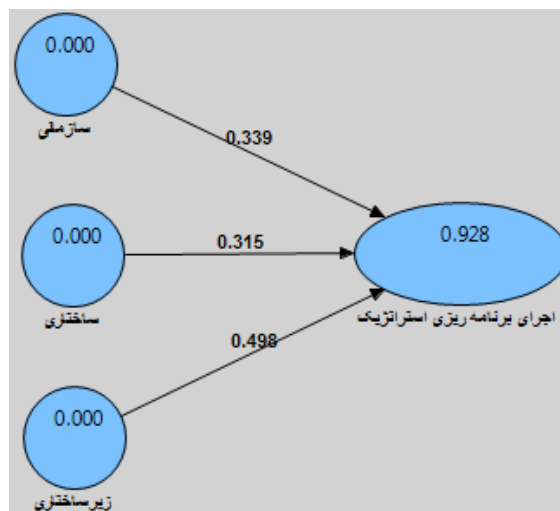 0.000
سازمانی
0.339
0.000
ساختاری
0.315
0.928
اجرای برنامه ریزی استراتژیک
0.498
0.000
زیرساختاری